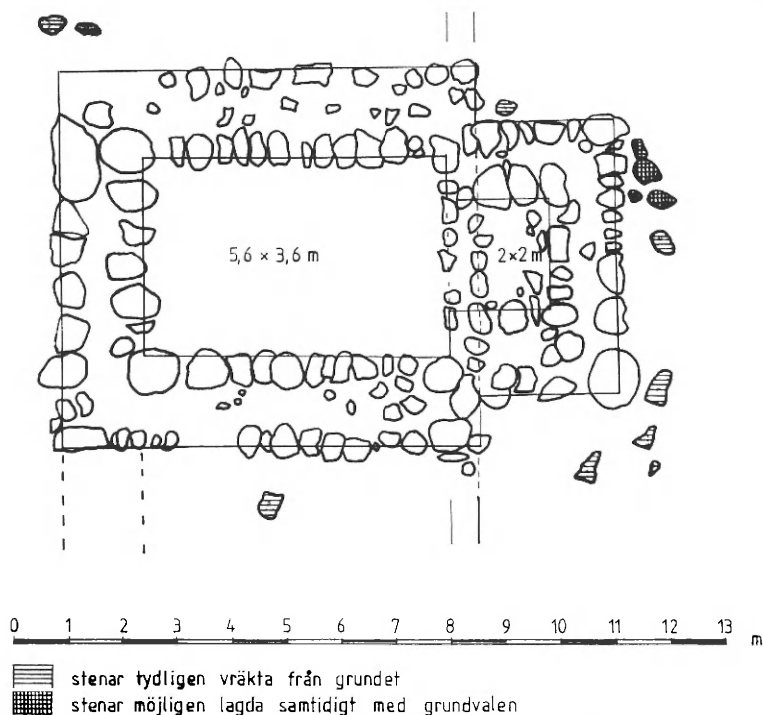 5,6 × 3,6 m
2×2 m
0 1 2 3 4 5 6 7 8 9 10 11 12 13 m
stenar tydligen vräkta från grundet
stenar möjligen lagda samtidigt med grundvalen